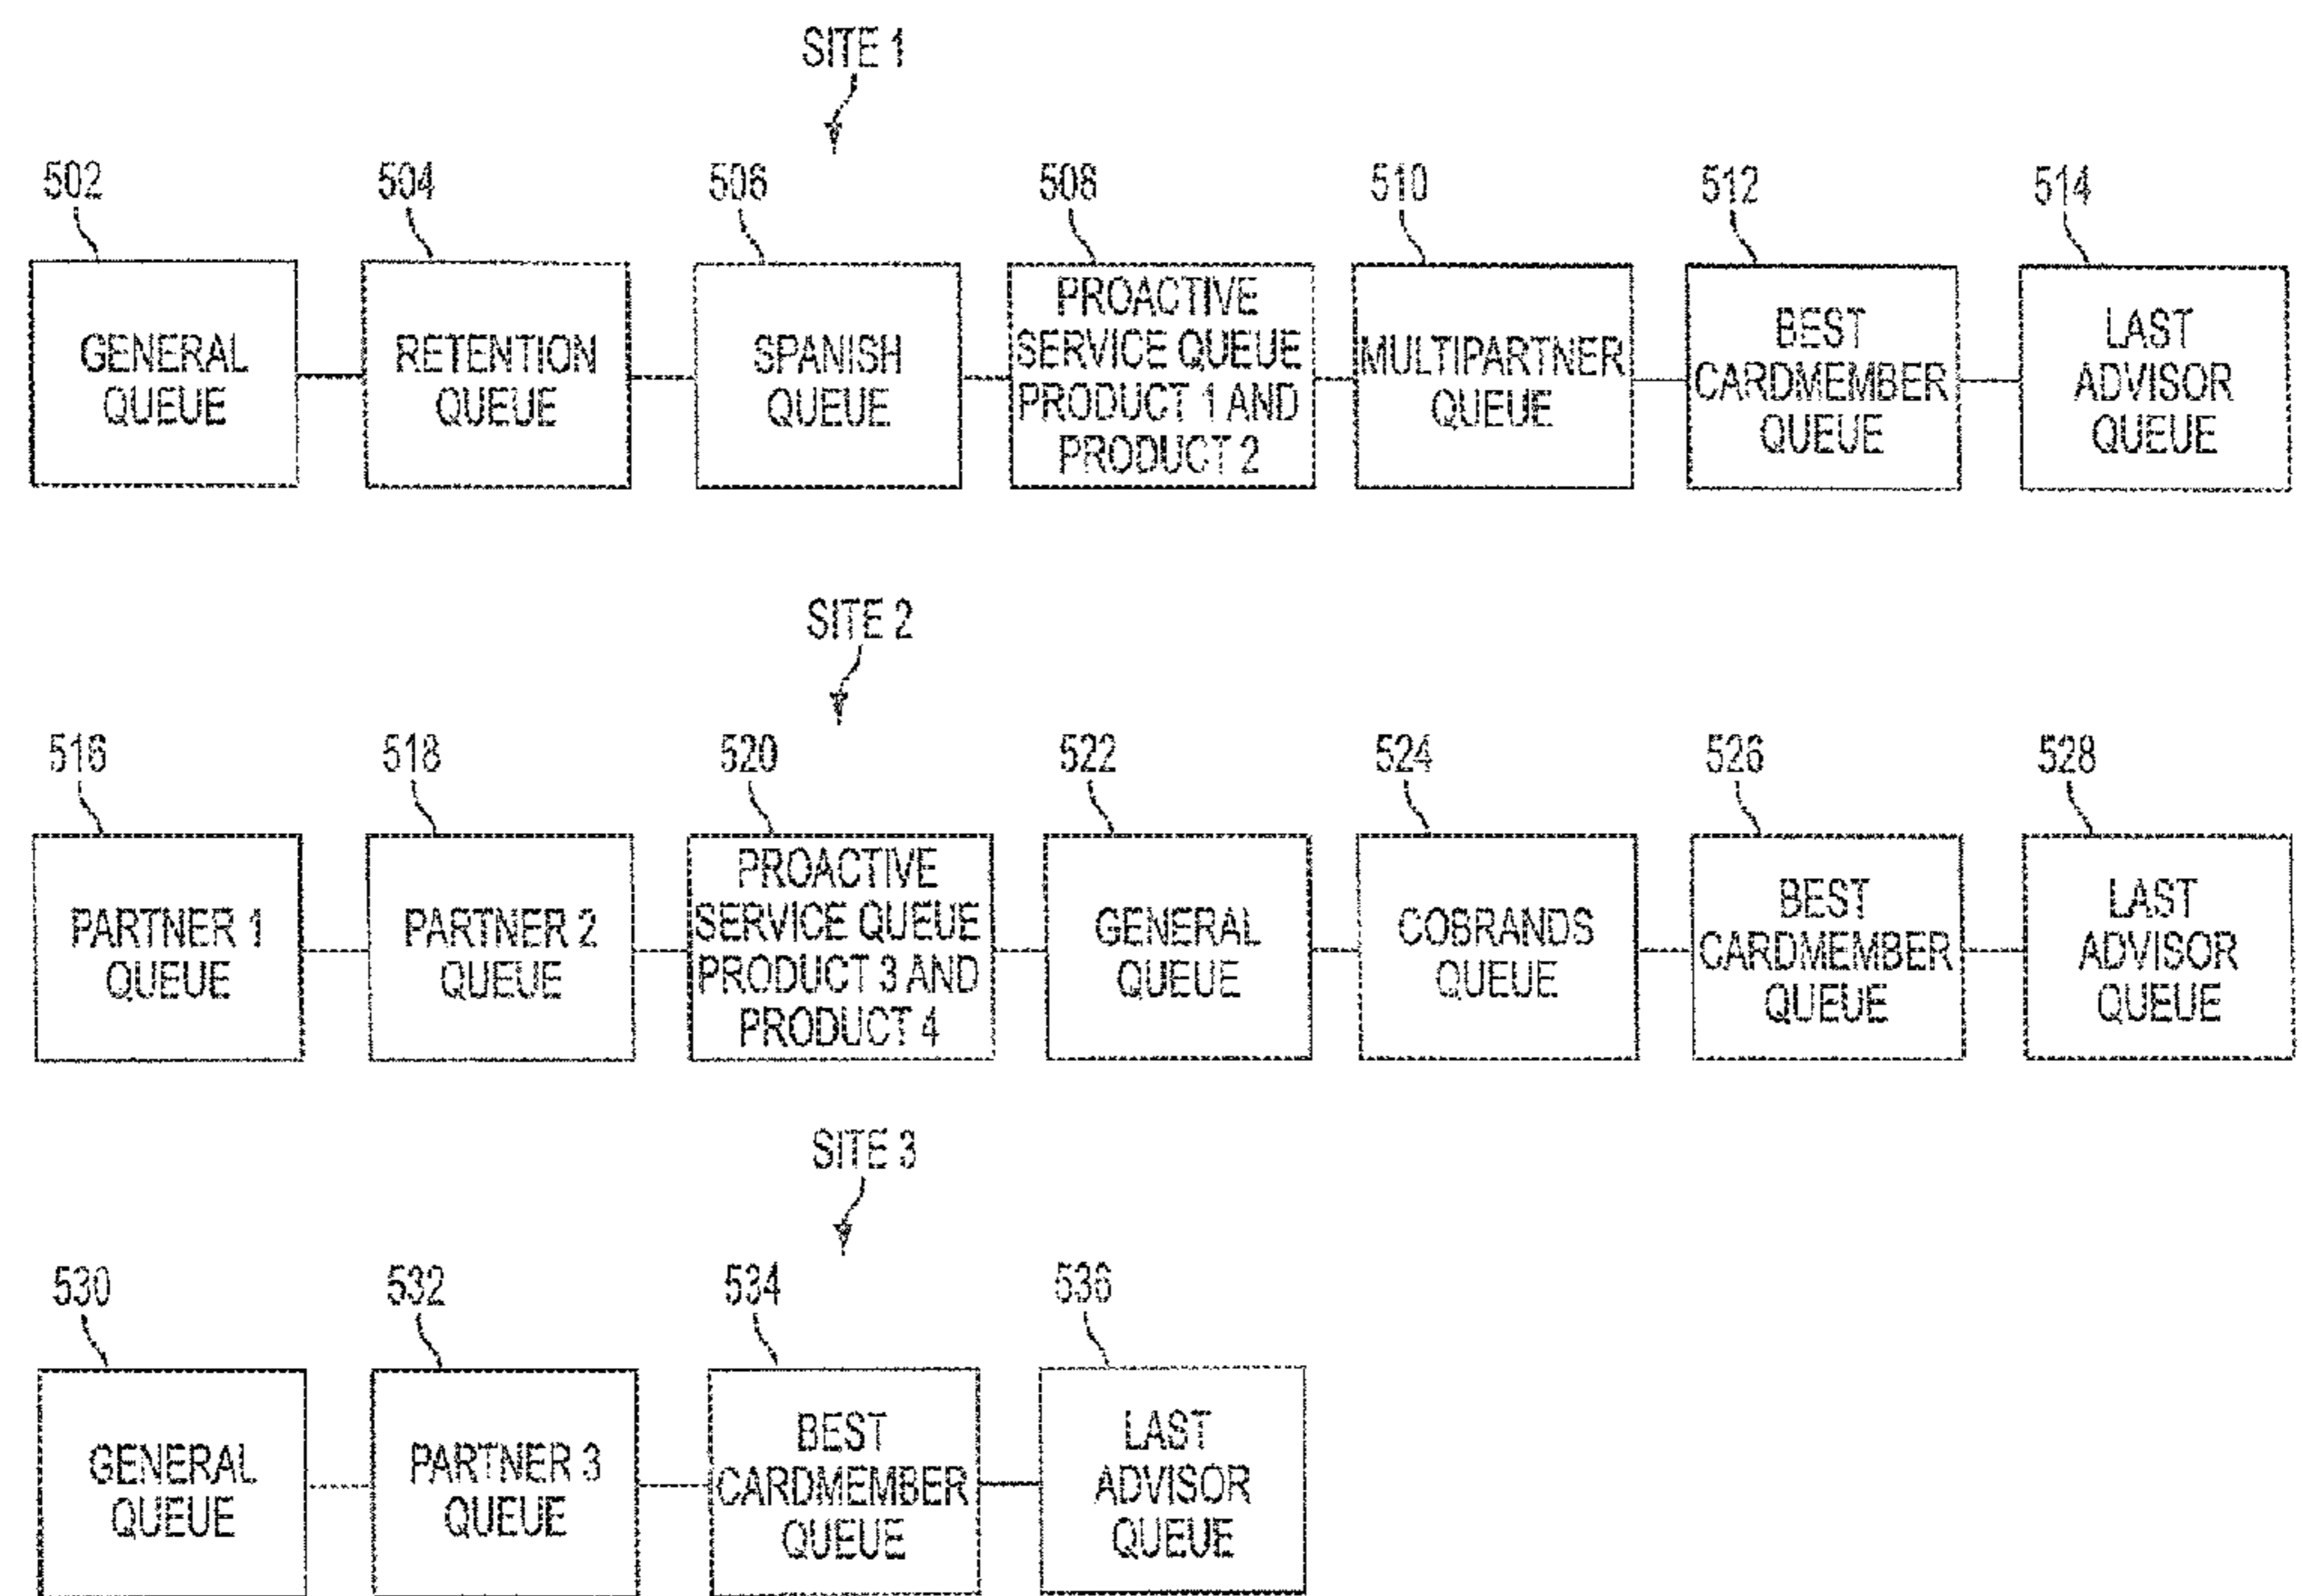 SITE 1
502
504
506
508
510
512
514
GENERAL
QUEUE
RETENTION
QUEUE
SPANISH
QUEUE
PROACTIVE
SERVICE QUEUE
PRODUCT 1 AND
PRODUCT 2
MULTIPARTNER
QUEUE
BEST
CARDMEMBER
QUEUE
LAST
ADVISOR
QUEUE
SITE 2
516
518
520
522
524
526
528
PARTNER 1
QUEUE
PARTNER 2
QUEUE
PROACTIVE
SERVICE QUEUE
PRODUCT 3 AND
PRODUCT 4
GENERAL
QUEUE
COBRANDS
QUEUE
BEST
CARDMEMBER
QUEUE
LAST
ADVISOR
QUEUE
SITE 3
530
532
534
536
GENERAL
QUEUE
PARTNER 3
QUEUE
BEST
CARDMEMBER
QUEUE
LAST
ADVISOR
QUEUE